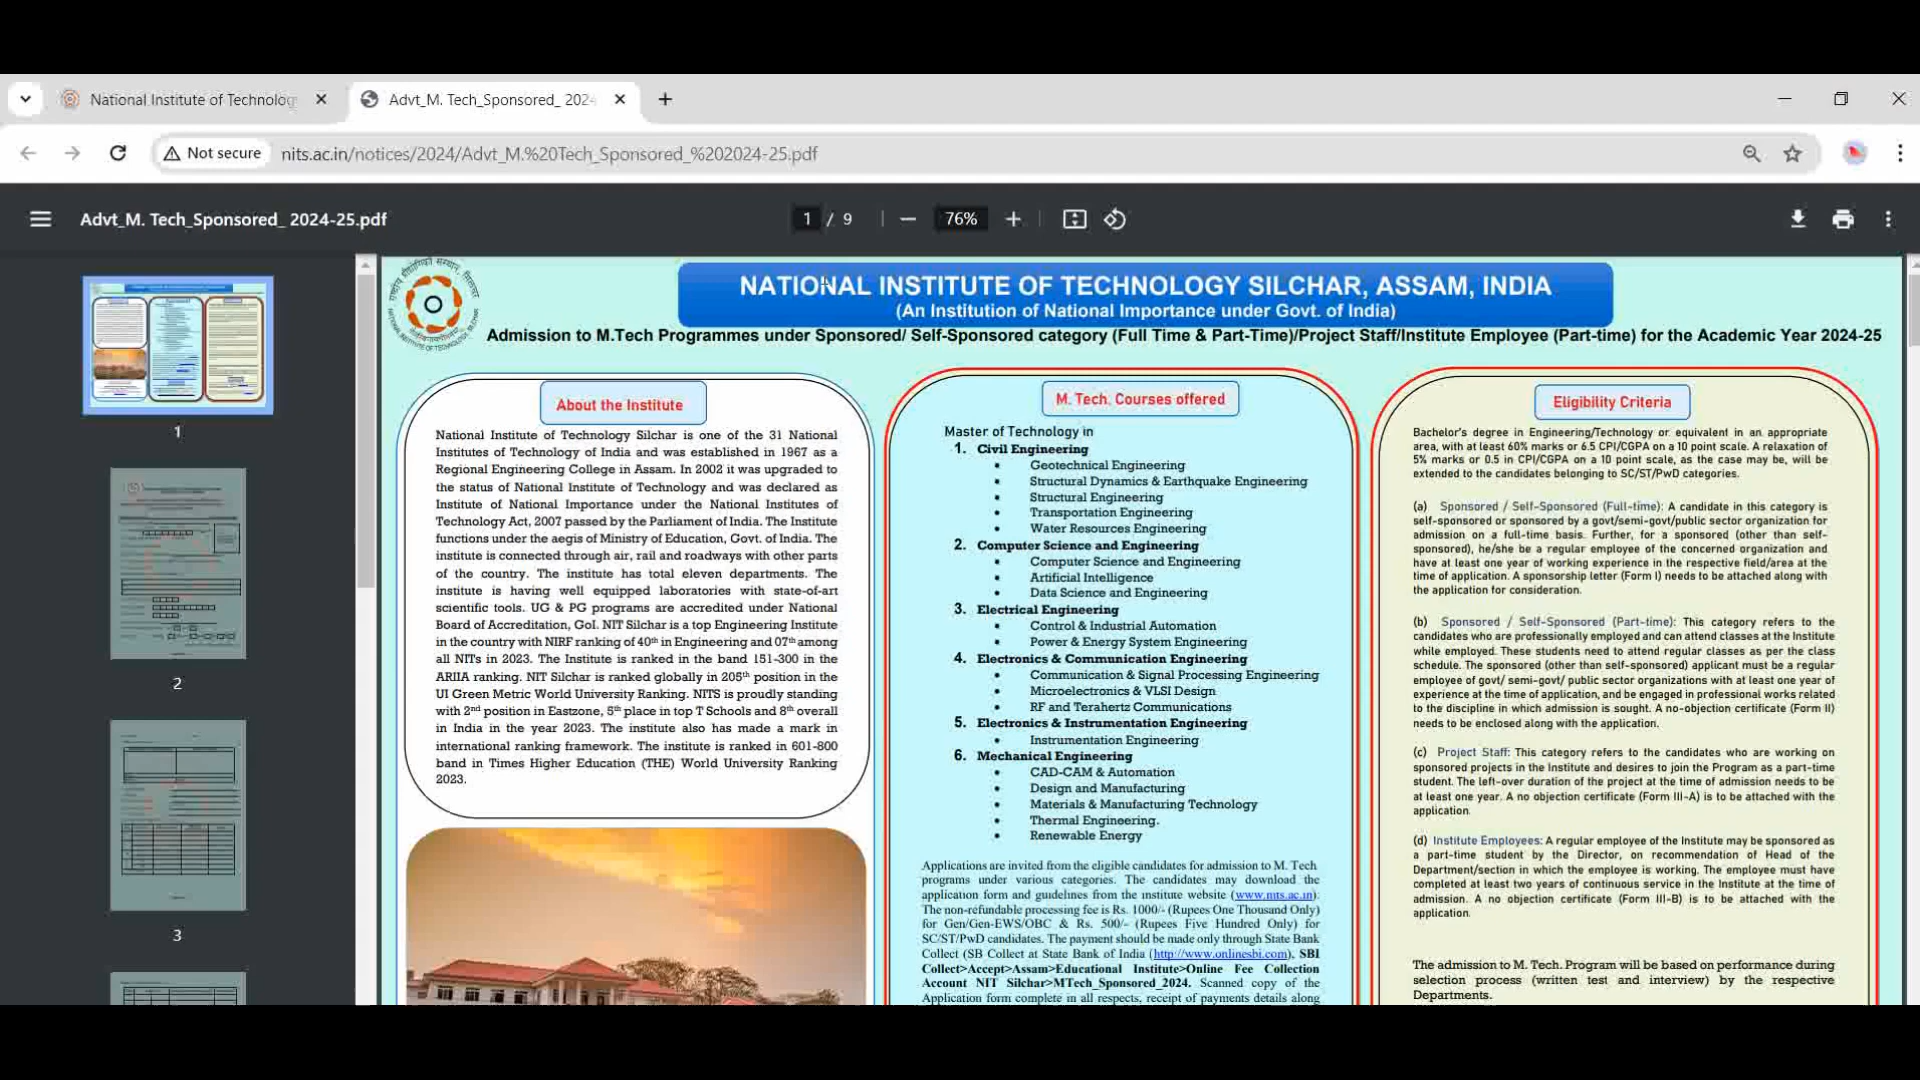 National Institute of Technolog
Advt_M. Tech_Sponsored_ 202
Not secure
nits.ac.in/notices/2024/Advt_M.%20Tech_Sponsored_%202024-25.pdf
Advt_M. Tech_Sponsored_ 2024-25.pdf
1 / 9
76%
1
2
3
NATIONAL INSTITUTE OF TECHNOLOGY SILCHAR, ASSAM, INDIA
(An Institution of National Importance under Govt. of India)
Admission to M.Tech Programmes under Sponsored/ Self-Sponsored category (Full Time & Part-Time)/Project Staff/Institute Employee (Part-time) for the Academic Year 2024-25
About the Institute
National Institute of Technology Silchar is one of the 31 National
Institutes of Technology of India and was established in 1967 as a
Regional Engineering College in Assam. In 2002 it was upgraded to
the status of National Institute of Technology and was declared as
Institute of National Importance under the National Institutes of
Technology Act, 2007 passed by the Parliament of India. The Institute
functions under the aegis of Ministry of Education, Govt. of India. The
institute is connected through air, rail and roadways with other parts
of the country. The institute has total eleven departments. The
institute is having well equipped laboratories with state-of-art
scientific tools. UG & PG programs are accredited under National
Board of Accreditation, GoI. NIT Silchar is a top Engineering Institute
in the country with NIRF ranking of 40th in Engineering and 07th among
all NITs in 2023. The Institute is ranked in the band 151-300 in the
ARIIA ranking. NIT Silchar is ranked globally in 205th position in the
UI Green Metric World University Ranking. NITS is proudly standing
with 2nd position in Eastzone, 5th place in top T Schools and 8th overall
in India in the year 2023. The institute also has made a mark in
international ranking framework. The institute is ranked in 601-800
band in Times Higher Education (THE) World University Ranking
2023.
M. Tech. Courses offered
Master of Technology in
1. Civil Engineering
• Geotechnical Engineering
• Structural Dynamics & Earthquake Engineering
• Structural Engineering
• Transportation Engineering
• Water Resources Engineering
2. Computer Science and Engineering
• Computer Science and Engineering
• Artificial Intelligence
• Data Science and Engineering
3. Electrical Engineering
• Control & Industrial Automation
• Power & Energy System Engineering
4. Electronics & Communication Engineering
• Communication & Signal Processing Engineering
• Microelectronics & VLSI Design
• RF and Terahertz Communications
5. Electronics & Instrumentation Engineering
• Instrumentation Engineering
6. Mechanical Engineering
• CAD-CAM & Automation
• Design and Manufacturing
• Materials & Manufacturing Technology
• Thermal Engineering.
• Renewable Energy
Applications are invited from the eligible candidates for admission to M. Tech
programs under various categories. The candidates may download the
application form and guidelines from the institute website (www.nits.ac.in).
The non-refundable processing fee is Rs. 1000/- (Rupees One Thousand Only)
for Gen/Gen-EWS/OBC & Rs. 500/- (Rupees Five Hundred Only) for
SC/ST/PwD candidates. The payment should be made only through State Bank
Collect (SB Collect at State Bank of India (http://www.onlinesbi.com), SBI
Collect>Accept>Assam>Educational Institute>Online Fee Collection
Account NIT Silchar>MTech_Sponsored_2024. Scanned copy of the
Application form complete in all respects, receipt of payments details along
Eligibility Criteria
Bachelor's degree in Engineering/Technology or equivalent in an appropriate
area, with at least 60% marks or 6.5 CPI/CGPA on a 10 point scale. A relaxation of
5% marks or 0.5 in CPI/CGPA on a 10 point scale, as the case may be, will be
extended to the candidates belonging to SC/ST/PwD categories.
(a) Sponsored / Self-Sponsored (Full-time): A candidate in this category is
self-sponsored or sponsored by a govt/semi-govt/public sector organization for
admission on a full-time basis. Further, for a sponsored (other than self-
sponsored), he/she be a regular employee of the concerned organization and
have at least one year of working experience in the respective field/area at the
time of application. A sponsorship letter (Form I) needs to be attached along with
the application for consideration.
(b) Sponsored / Self-Sponsored (Part-time): This category refers to the
candidates who are professionally employed and can attend classes at the Institute
while employed. These students need to attend regular classes as per the class
schedule. The sponsored (other than self-sponsored) applicant must be a regular
employee of govt/ semi-govt/ public sector organizations with at least one year of
experience at the time of application, and be engaged in professional works related
to the discipline in which admission is sought. A no-objection certificate (Form II)
needs to be enclosed along with the application.
(c) Project Staff: This category refers to the candidates who are working on
sponsored projects in the Institute and desires to join the Program as a part-time
student. The left-over duration of the project at the time of admission needs to be
at least one year. A no objection certificate (Form III-A) is to be attached with the
application.
(d) Institute Employees: A regular employee of the Institute may be sponsored as
a part-time student by the Director, on recommendation of Head of the
Department/section in which the employee is working. The employee must have
completed at least two years of continuous service in the Institute at the time of
admission. A no objection certificate (Form III-B) is to be attached with the
application.
The admission to M. Tech. Program will be based on performance during
selection process (written test and interview) by the respective
Departments.